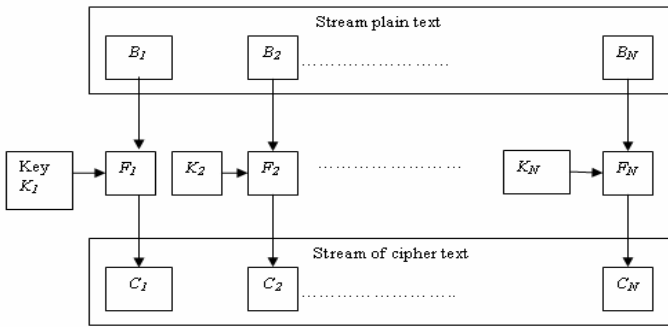 Stream plain text
B1 B2 ........................ BN
Key
K1 F1 K2 F2 ........................ KN FN
Stream of cipher text
C1 C2 ........................ CN